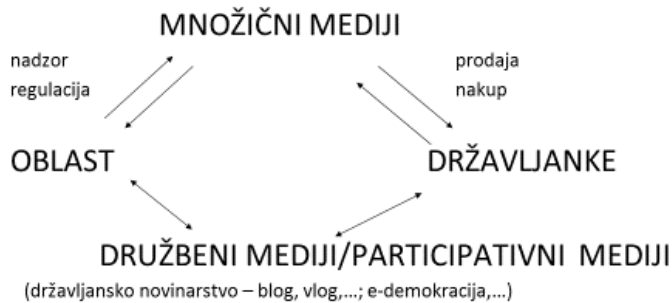 MNOŽIČNI MEDIJI
nadzor
regulacija
prodaja
nakup
OBLAST
DRŽAVLJANKE
DRUŽBENI MEDIJI/PARTICIPATIVNI MEDIJI
(državljansko novinarstvo – blog, vlog,…; e-demokracija,…)